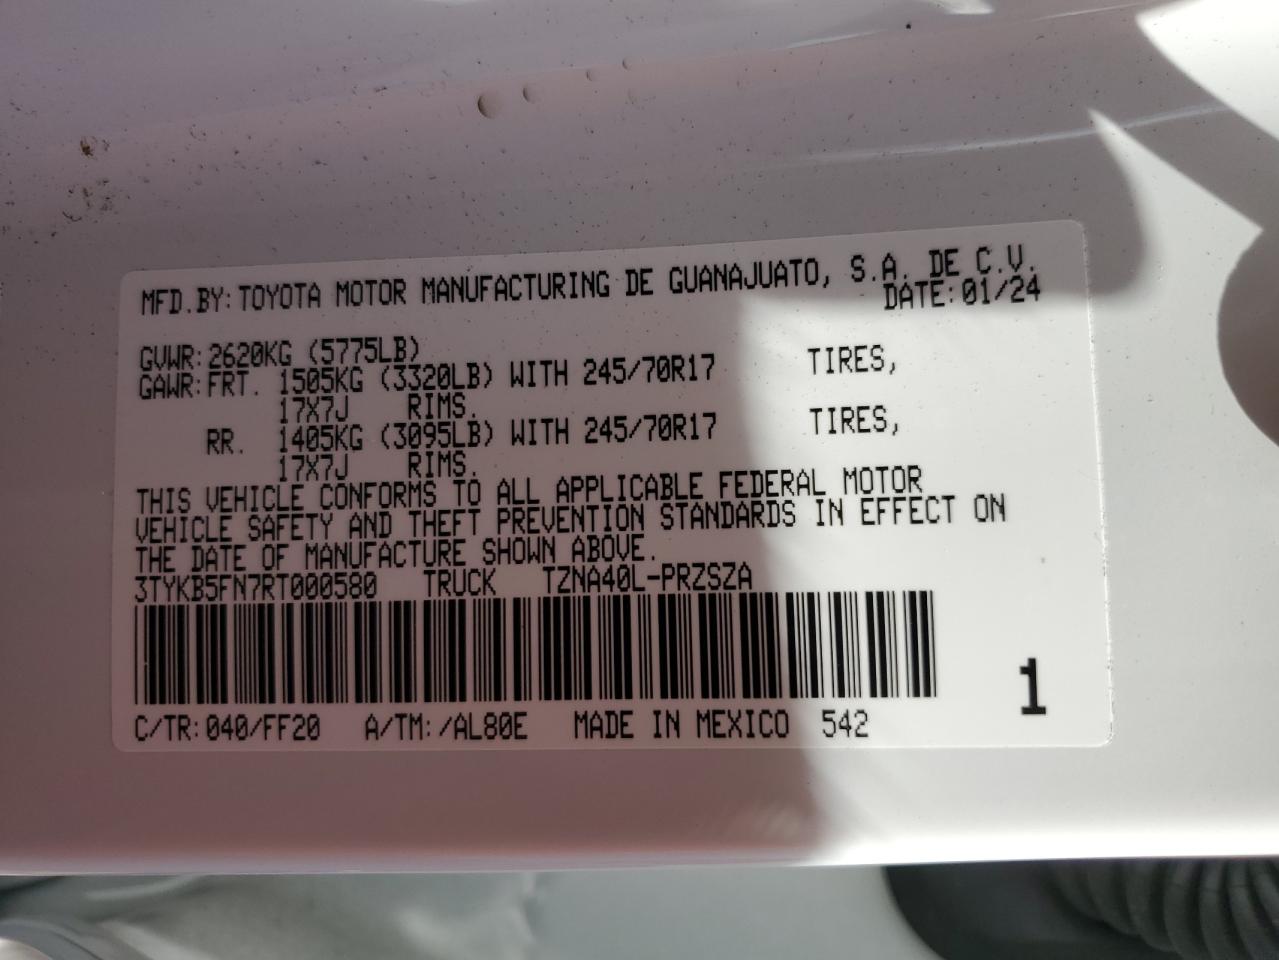 MFD.BY:TOYOTA MOTOR MANUFACTURING DE GUANAJUATO, S.A. DE C.V.
DATE:01/24
GVWR:2620KG (5775LB)
GAWR:FRT. 1505KG (3320LB) WITH 245/70R17 TIRES,
17X7J RIMS.
RR. 1405KG (3095LB) WITH 245/70R17 TIRES,
17X7J RIMS.
THIS VEHICLE CONFORMS TO ALL APPLICABLE FEDERAL MOTOR
VEHICLE SAFETY AND THEFT PREVENTION STANDARDS IN EFFECT ON
THE DATE OF MANUFACTURE SHOWN ABOVE.
3TYKB5FN7RT000580 TRUCK TZNA40L-PRZSZA
C/TR:040/FF20 A/TM:/AL80E MADE IN MEXICO 542
1